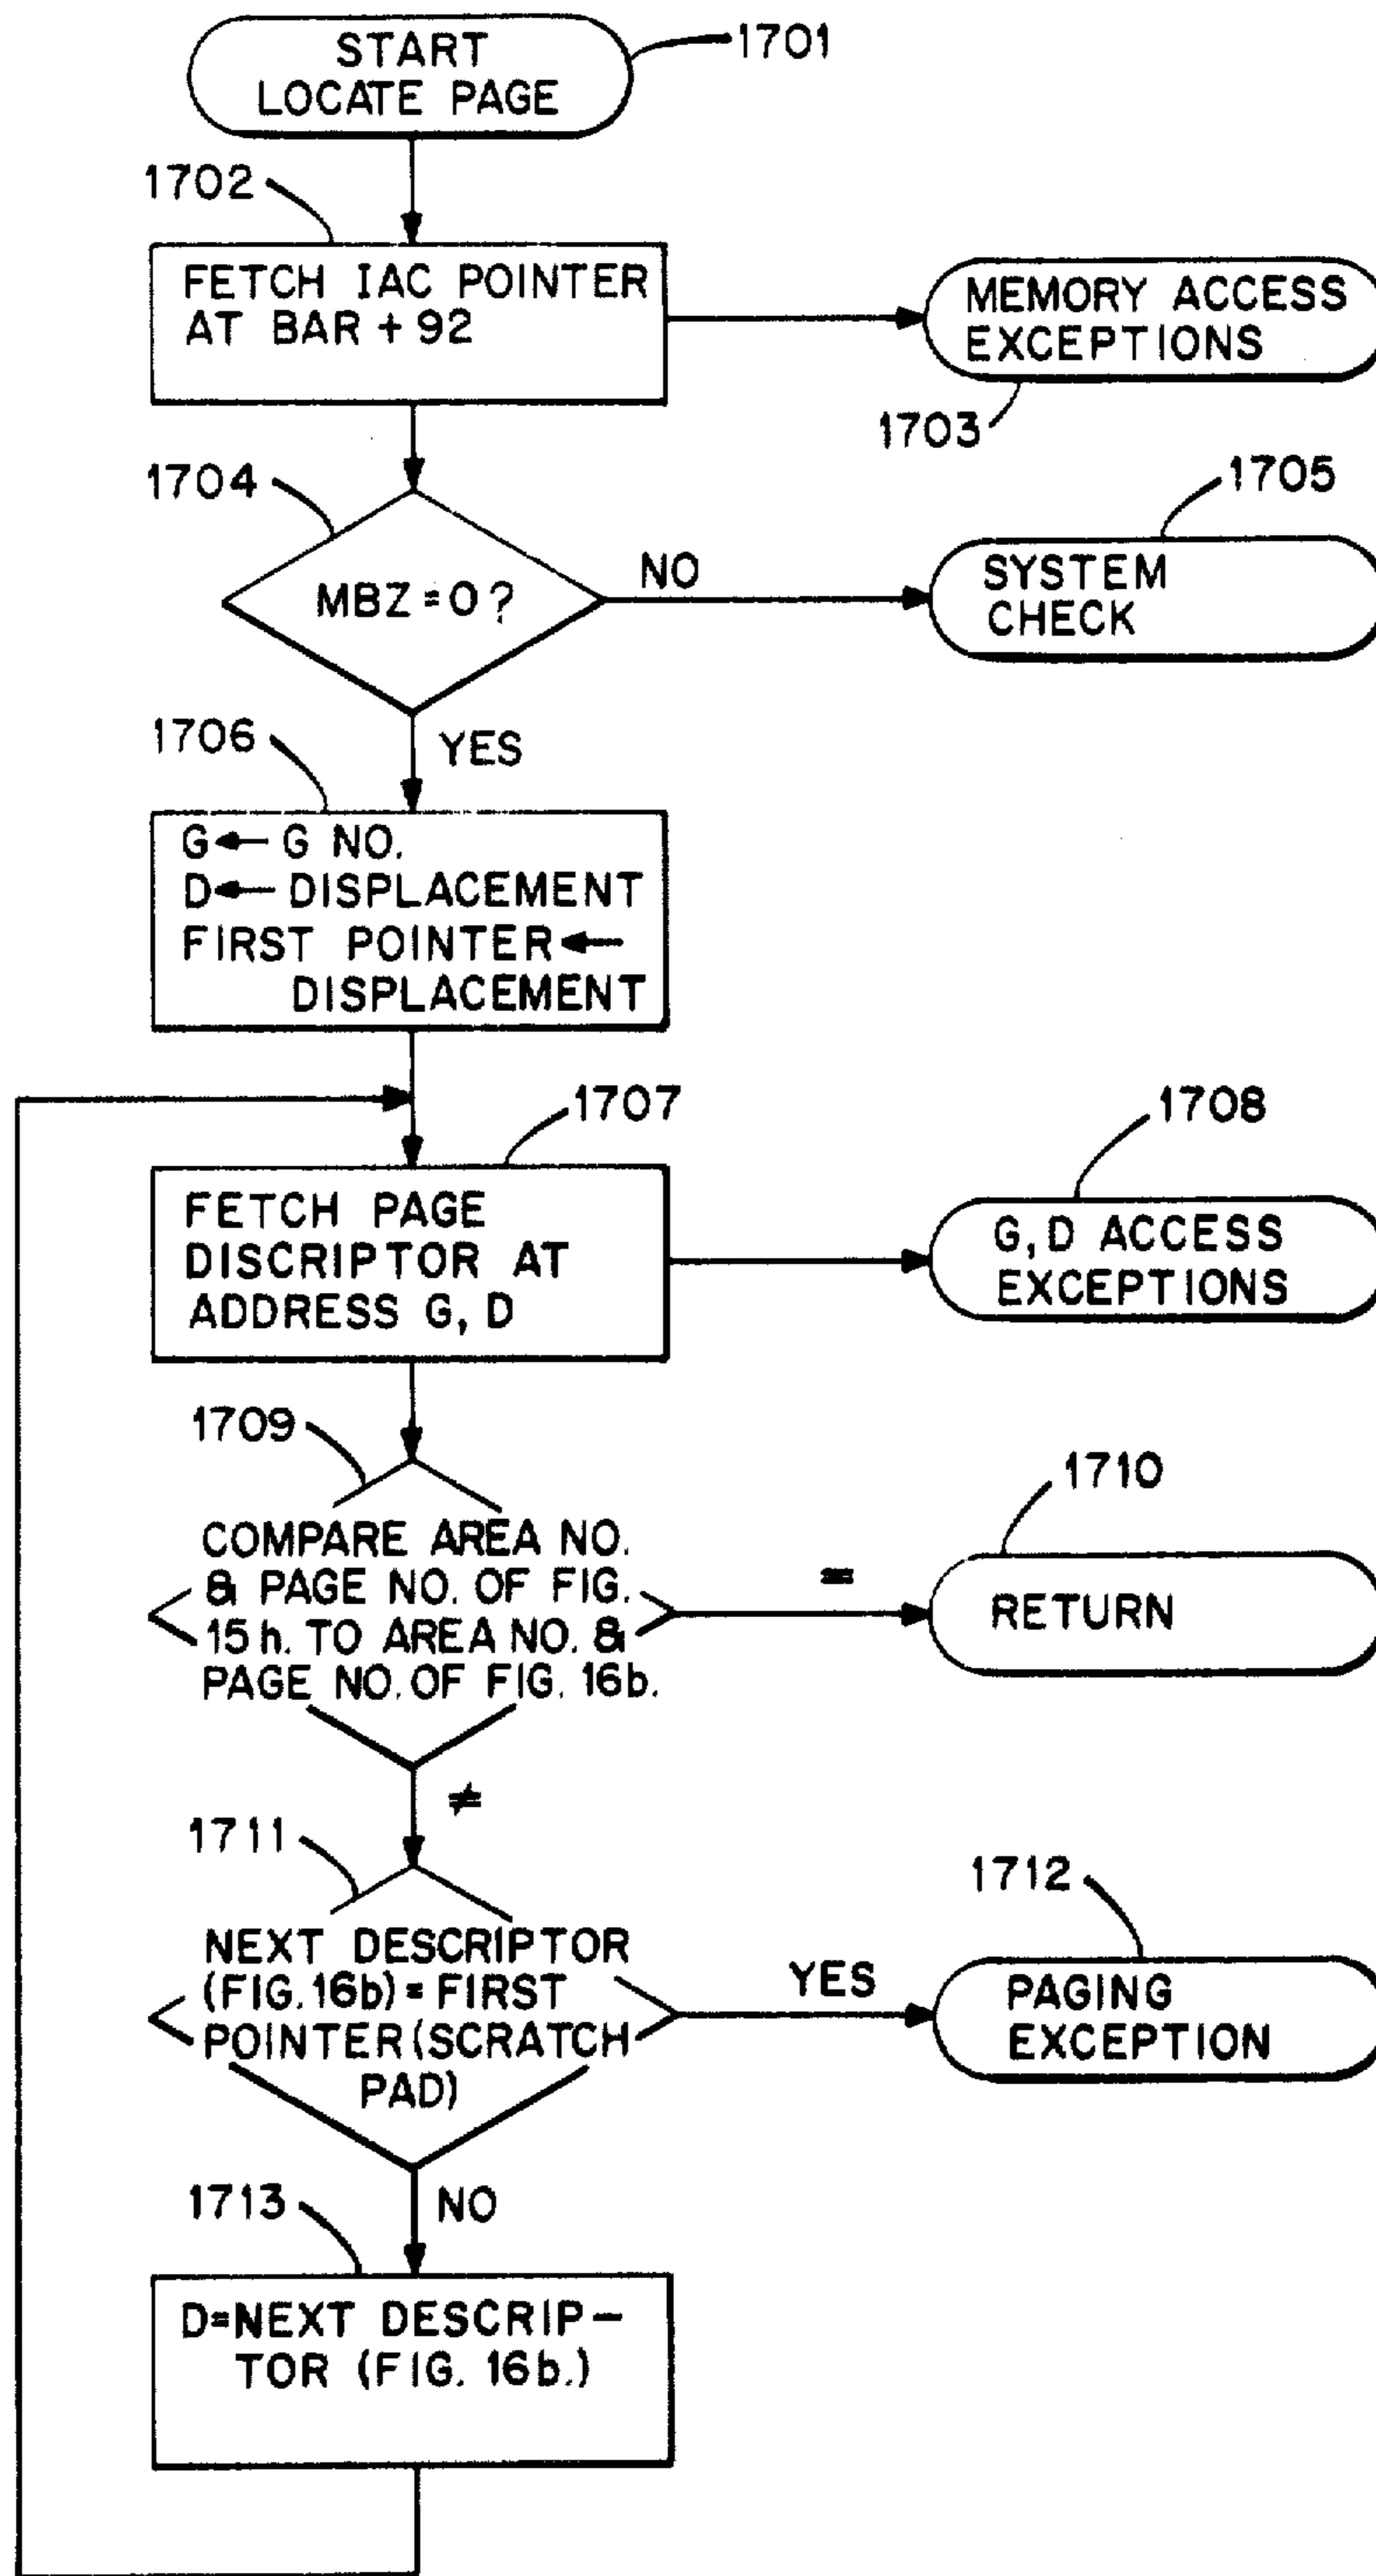 START
LOCATE PAGE
1701
1702
FETCH IAC POINTER
AT BAR + 92
MEMORY ACCESS
EXCEPTIONS
1703
1704
MBZ = 0?
NO
1705
SYSTEM
CHECK
YES
1706
G ← G NO.
D ← DISPLACEMENT
FIRST POINTER ←
DISPLACEMENT
1707
FETCH PAGE
DISCRIPTOR AT
ADDRESS G, D
1708
G, D ACCESS
EXCEPTIONS
1709
COMPARE AREA NO.
& PAGE NO. OF FIG.
15h. TO AREA NO. &
PAGE NO. OF FIG. 16b.
=
1710
RETURN
≠
1711
NEXT DESCRIPTOR
(FIG. 16b) = FIRST
POINTER (SCRATCH
PAD)
YES
1712
PAGING
EXCEPTION
NO
1713
D=NEXT DESCRIP-
TOR (FIG. 16b.)